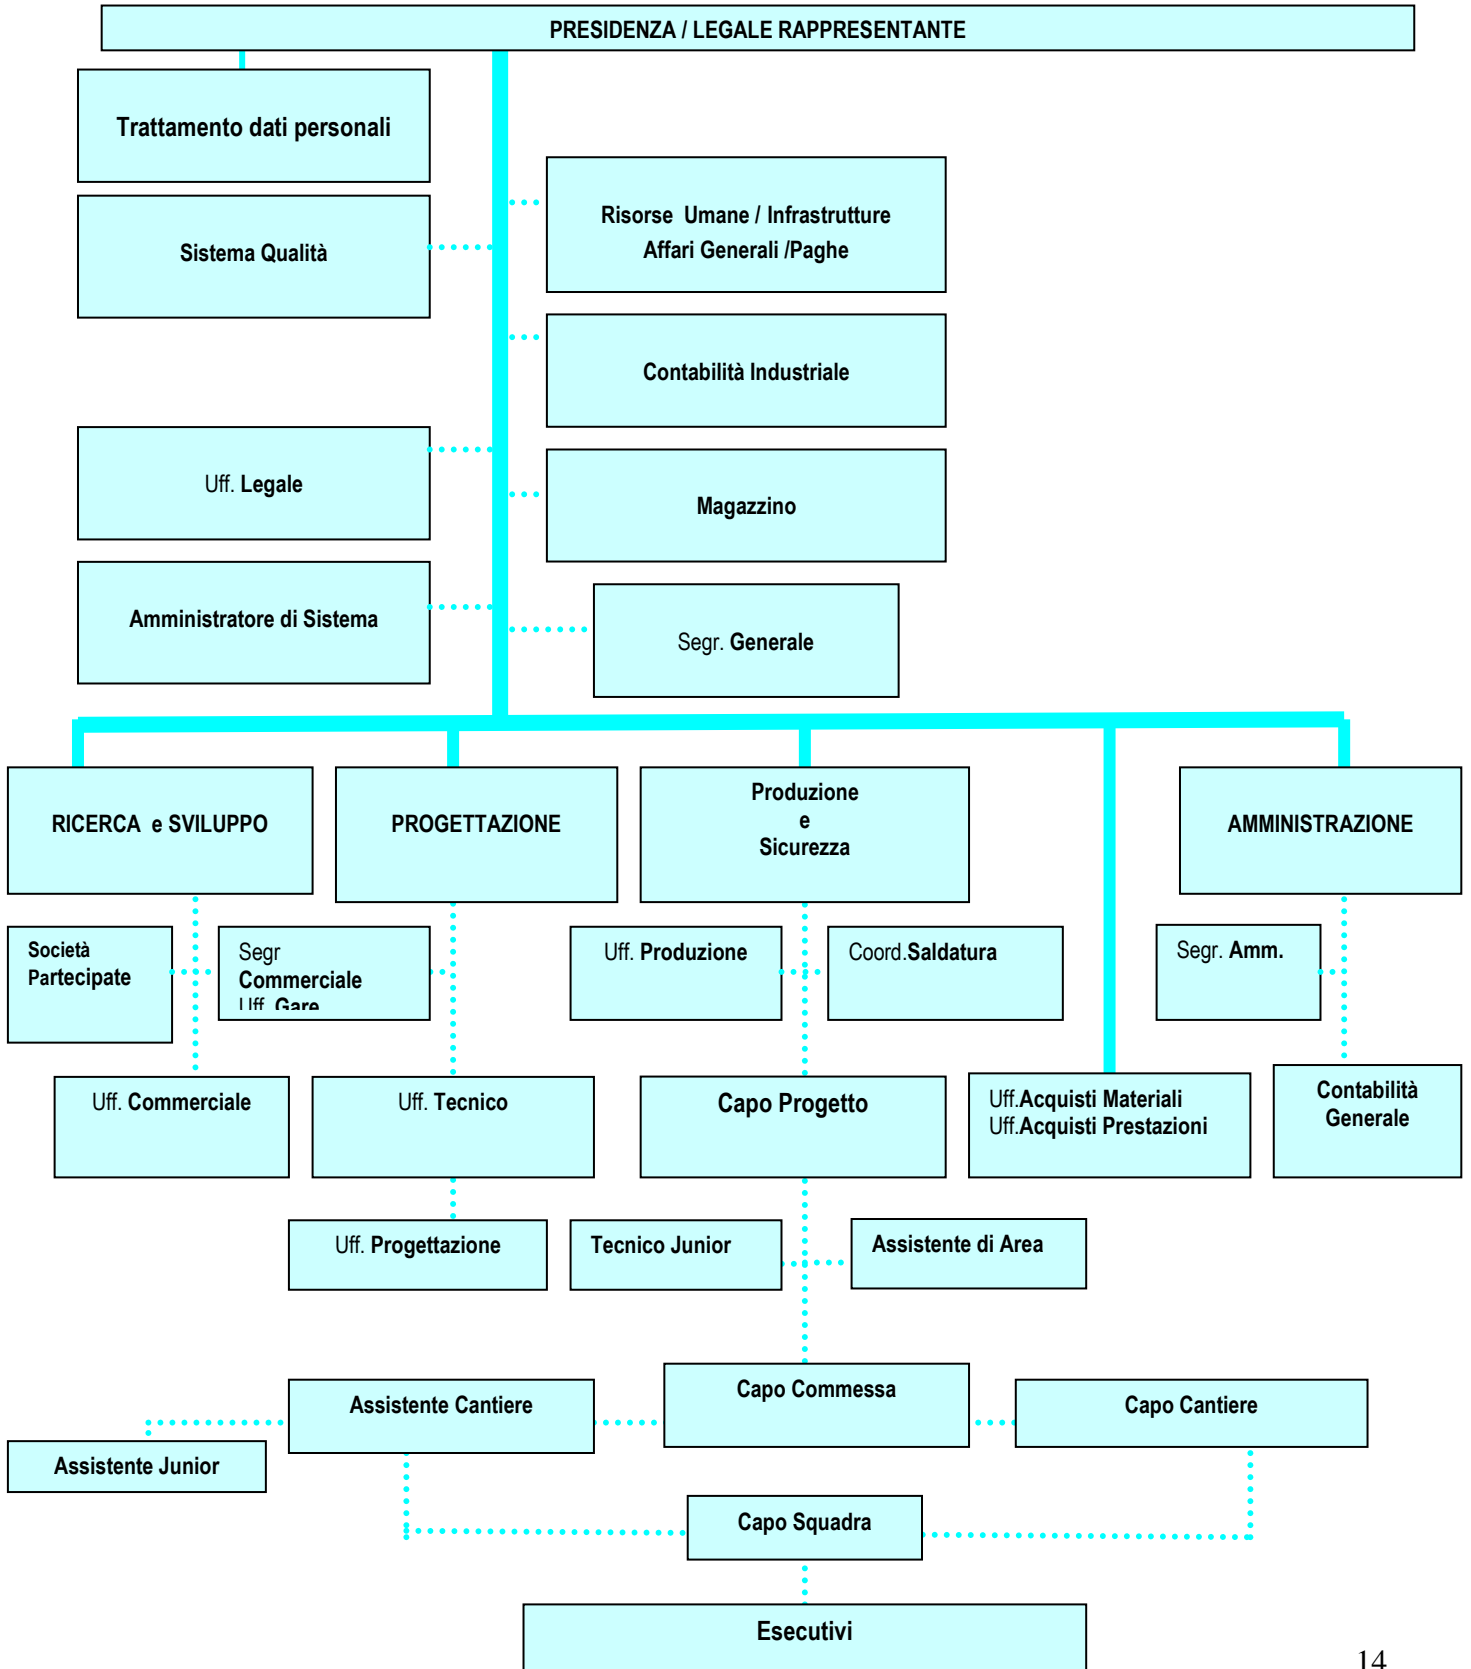 PRESIDENZA / LEGALE RAPPRESENTANTE
Trattamento dati personali
Risorse Umane / Infrastrutture
Affari Generali /Paghe
Sistema Qualità
Contabilità Industriale
Uff. Legale
Magazzino
Amministratore di Sistema
Segr. Generale
RICERCA e SVILUPPO
PROGETTAZIONE
Produzione
e
Sicurezza
AMMINISTRAZIONE
Società
Partecipate
Segr
Commerciale
Uff. Gare
Uff. Produzione
Coord.Saldatura
Segr. Amm.
Uff. Commerciale
Uff. Tecnico
Capo Progetto
Uff.Acquisti Materiali
Uff.Acquisti Prestazioni
Contabilità
Generale
Uff. Progettazione
Tecnico Junior
Assistente di Area
Assistente Cantiere
Capo Commessa
Capo Cantiere
Assistente Junior
Capo Squadra
Esecutivi
14